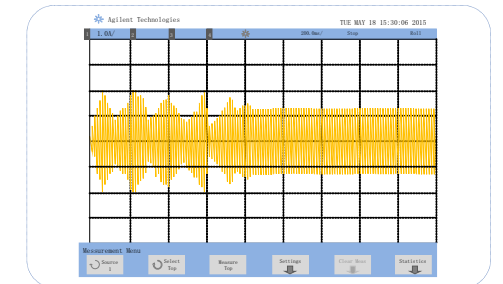 Agilent Technologies
TUE MAY 18 15:30:06 2015
1 1.0A/ 2 3 4 200.0ms/ Stop Roll
Measurement Menu
Source Select Measure Settings Clear Meas Statistics
1 Top Top